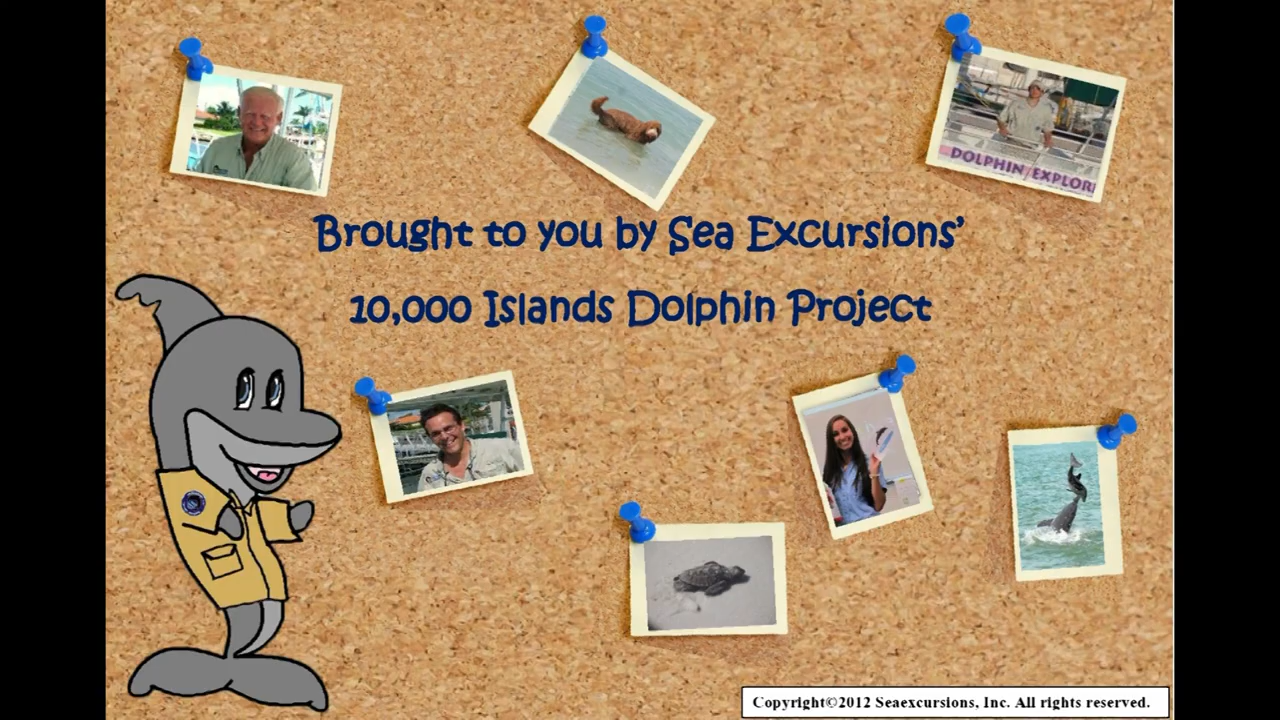 DOLPHIN EXPLOR
Brought to you by Sea Excursions’
10,000 Islands Dolphin Project
Copyright©2012 Seaexcursions, Inc. All rights reserved.